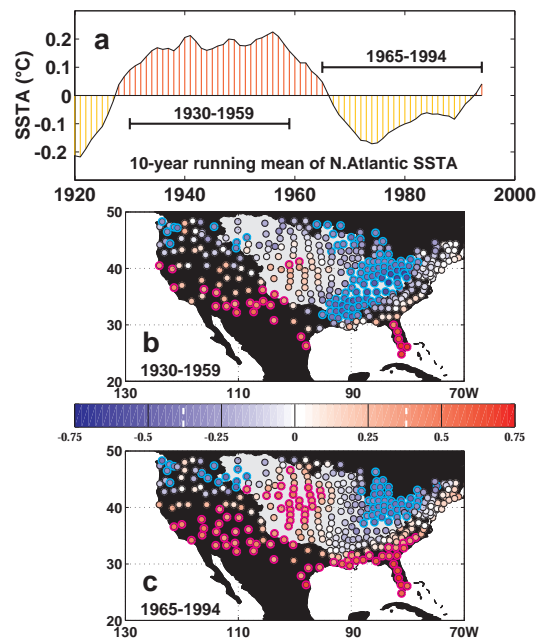 0.2
a
1965-1994
0.1
SSTA (°C)
0
-0.1
1930-1959
-0.2
10-year running mean of N.Atlantic SSTA
1920 1940 1960 1980 2000
50
40
30
b
1930-1959
20
130 110 90 70W
-0.75 -0.5 -0.25 0 0.25 0.5 0.75
50
40
30
c
1965-1994
20
130 110 90 70W